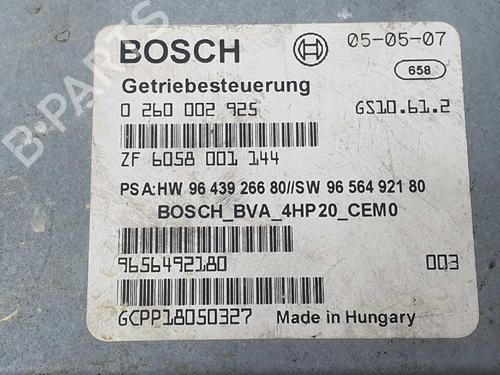 BOSCH 05-05-07
658
Getriebesteuerung
0 260 002 925 GS10.61.2
ZF 6058 001 144
PSA:HW 96 439 266 80//SW 96 564 921 80
BOSCH_BVA_4HP20_CEM0
9656492180 003
GCPP18050327 Made in Hungary
B-PARTS